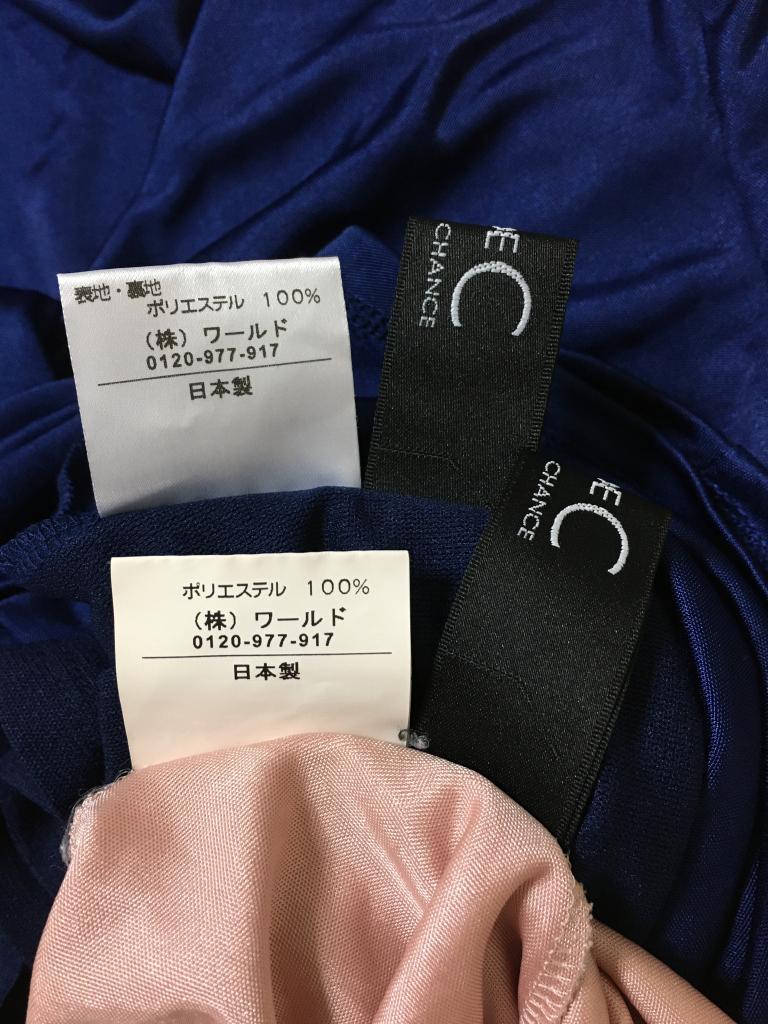 表地・裏地
ポリエステル 100%
（株）ワールド
0120-977-917
日本製
C
CHANCE
ポリエステル 100%
（株）ワールド
0120-977-917
日本製
C
CHANCE